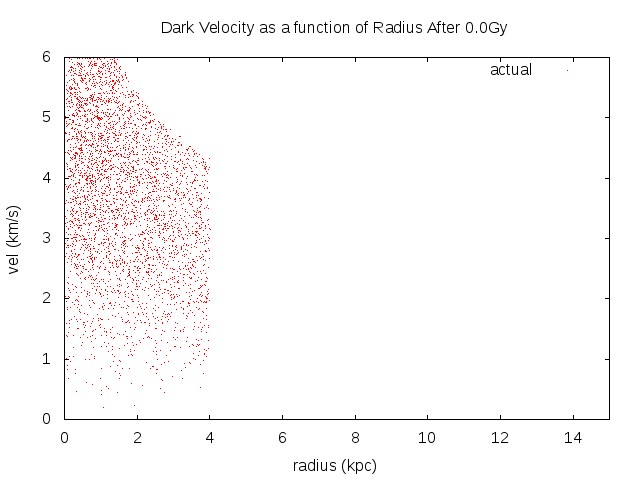 Dark Velocity as a function of Radius After 0.0Gy
actual
6
5
4
3
2
1
0
vel (km/s)
0 2 4 6 8 10 12 14
radius (kpc)